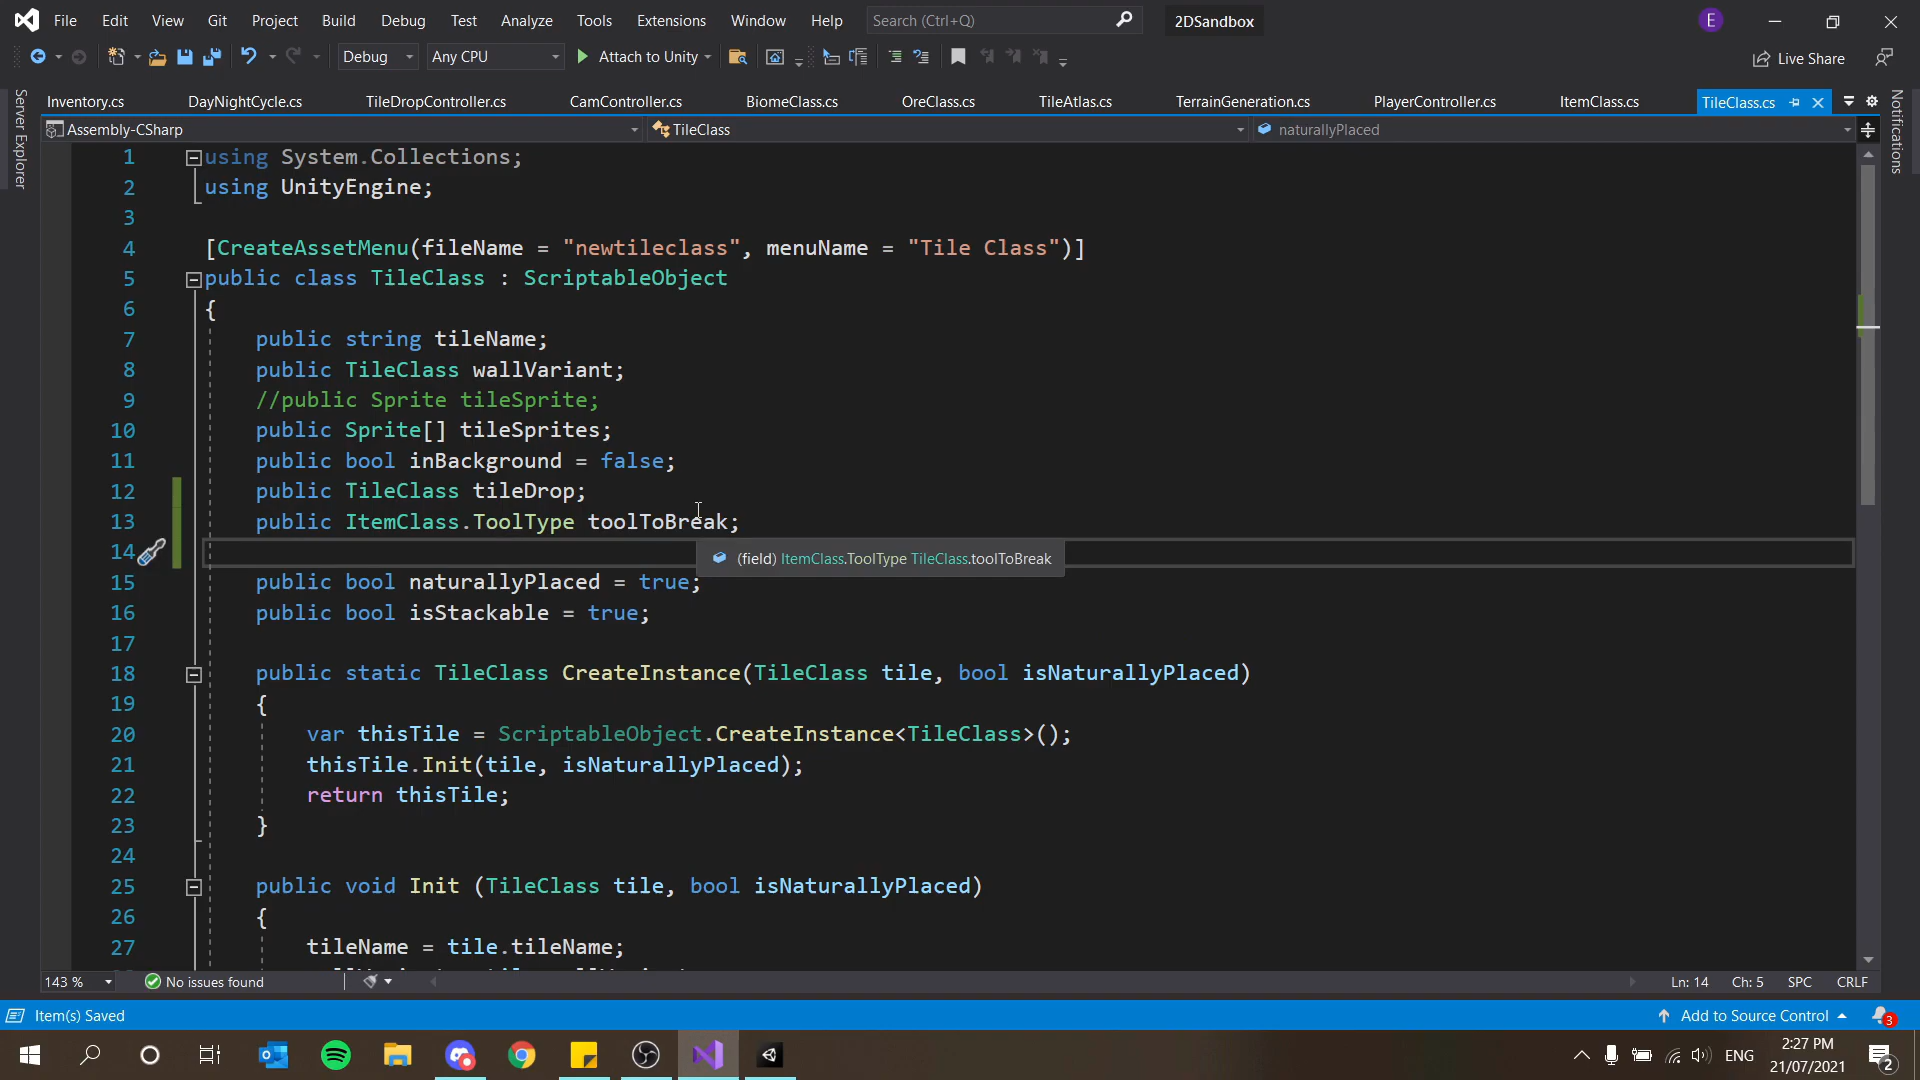 File Edit View Git Project Build Debug Test Analyze Tools Extensions Window Help Search (Ctrl+Q) 2DSandbox E
Debug Any CPU Attach to Unity Live Share
Server Explorer
Inventory.cs DayNightCycle.cs TileDropController.cs CamController.cs BiomeClass.cs OreClass.cs TileAtlas.cs TerrainGeneration.cs PlayerController.cs ItemClass.cs TileClass.cs
Notifications
Assembly-CSharp TileClass naturallyPlaced
1 using System.Collections;
2 using UnityEngine;
3
4 [CreateAssetMenu(fileName = "newtileclass", menuName = "Tile Class")]
5 public class TileClass : ScriptableObject
6 {
7 public string tileName;
8 public TileClass wallVariant;
9 //public Sprite tileSprite;
10 public Sprite[] tileSprites;
11 public bool inBackground = false;
12 public TileClass tileDrop;
13 public ItemClass.ToolType toolToBreak;
14 (field) ItemClass.ToolType TileClass.toolToBreak
15 public bool naturallyPlaced = true;
16 public bool isStackable = true;
17
18 public static TileClass CreateInstance(TileClass tile, bool isNaturallyPlaced)
19 {
20 var thisTile = ScriptableObject.CreateInstance<TileClass>();
21 thisTile.Init(tile, isNaturallyPlaced);
22 return thisTile;
23 }
24
25 public void Init (TileClass tile, bool isNaturallyPlaced)
26 {
27 tileName = tile.tileName;
143 % No issues found Ln: 14 Ch: 5 SPC CRLF
Item(s) Saved Add to Source Control 3
ENG 2:27 PM
21/07/2021 2